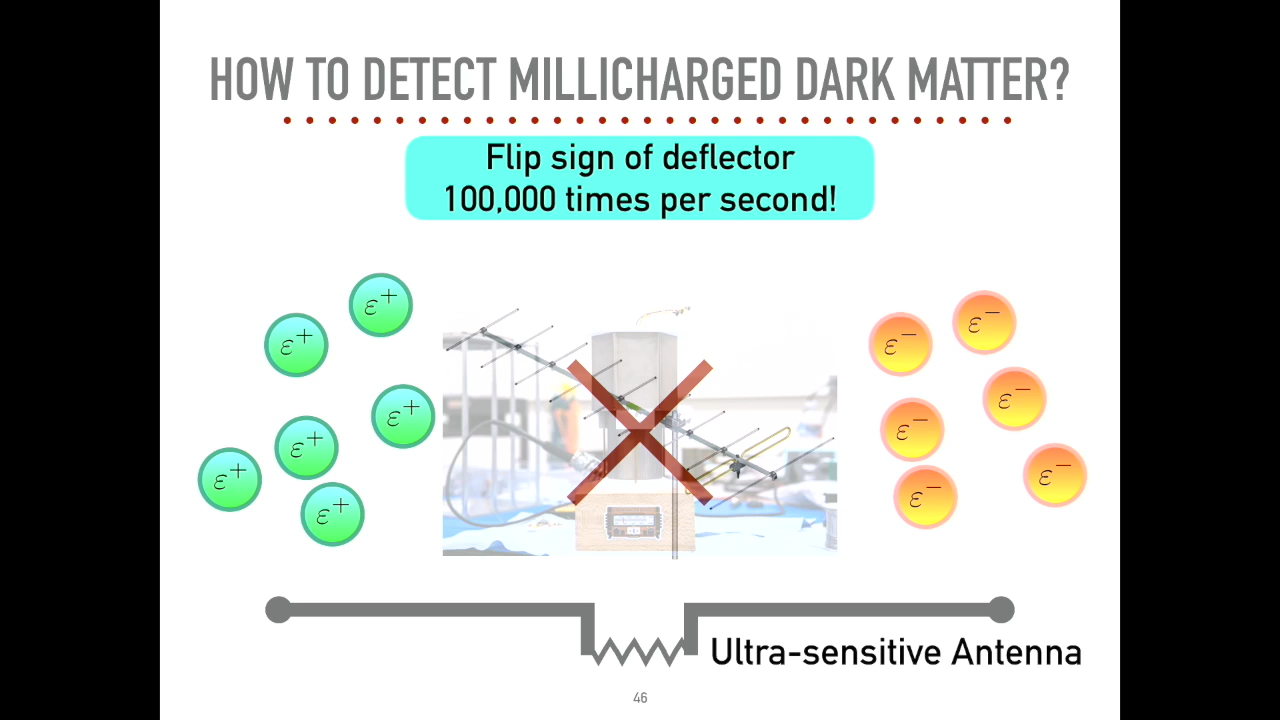 HOW TO DETECT MILLICHARGED DARK MATTER?
Flip sign of deflector
100,000 times per second!
ε⁺
ε⁺
ε⁺
ε⁺
ε⁺
ε⁺
ε⁻
ε⁻
ε⁻
ε⁻
ε⁻
ε⁻
Ultra-sensitive Antenna
46